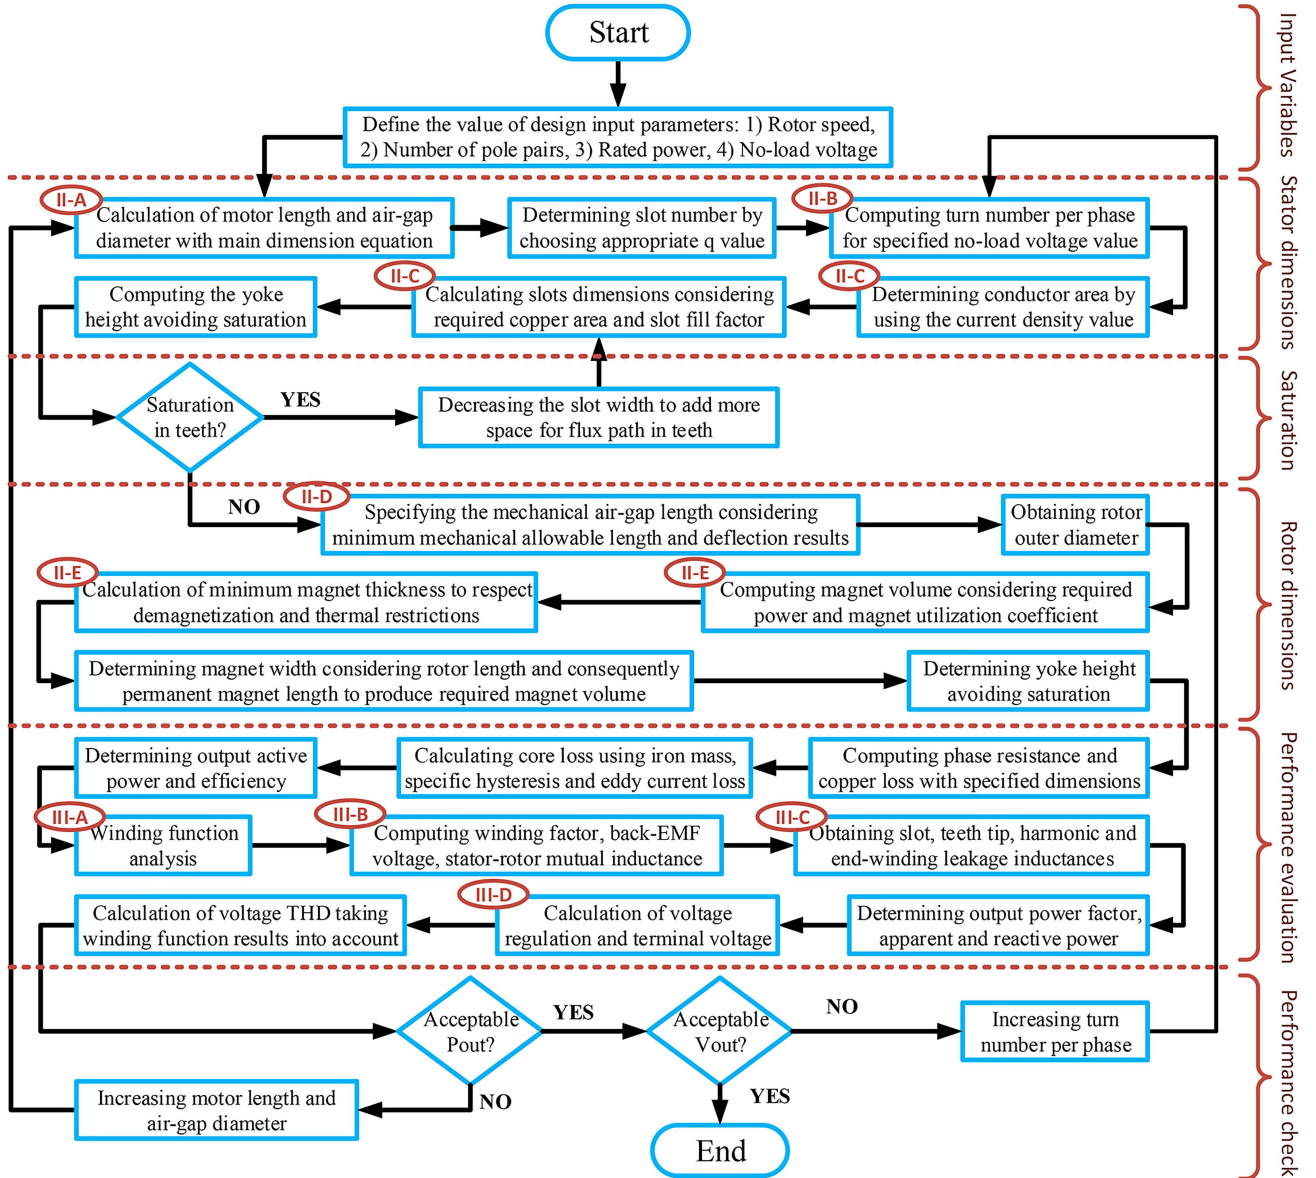 Start
Define the value of design input parameters: 1) Rotor speed,
2) Number of pole pairs, 3) Rated power, 4) No-load voltage
Input Variables
II-A
Calculation of motor length and air-gap
diameter with main dimension equation
Determining slot number by
choosing appropriate q value
II-B
Computing turn number per phase
for specified no-load voltage value
Stator dimensions
Computing the yoke
height avoiding saturation
II-C
Calculating slots dimensions considering
required copper area and slot fill factor
II-C
Determining conductor area by
using the current density value
Saturation
in teeth?
YES
Decreasing the slot width to add more
space for flux path in teeth
Saturation
NO
II-D
Specifying the mechanical air-gap length considering
minimum mechanical allowable length and deflection results
Obtaining rotor
outer diameter
II-E
Calculation of minimum magnet thickness to respect
demagnetization and thermal restrictions
II-E
Computing magnet volume considering required
power and magnet utilization coefficient
Rotor dimensions
Determining magnet width considering rotor length and consequently
permanent magnet length to produce required magnet volume
Determining yoke height
avoiding saturation
Determining output active
power and efficiency
Calculating core loss using iron mass,
specific hysteresis and eddy current loss
Computing phase resistance and
copper loss with specified dimensions
III-A
Winding function
analysis
III-B
Computing winding factor, back-EMF
voltage, stator-rotor mutual inductance
III-C
Obtaining slot, teeth tip, harmonic and
end-winding leakage inductances
Performance evaluation
Calculation of voltage THD taking
winding function results into account
III-D
Calculation of voltage
regulation and terminal voltage
Determining output power factor,
apparent and reactive power
Acceptable
Pout?
YES
Acceptable
Vout?
NO
Increasing turn
number per phase
Performance check
Increasing motor length and
air-gap diameter
NO
YES
End